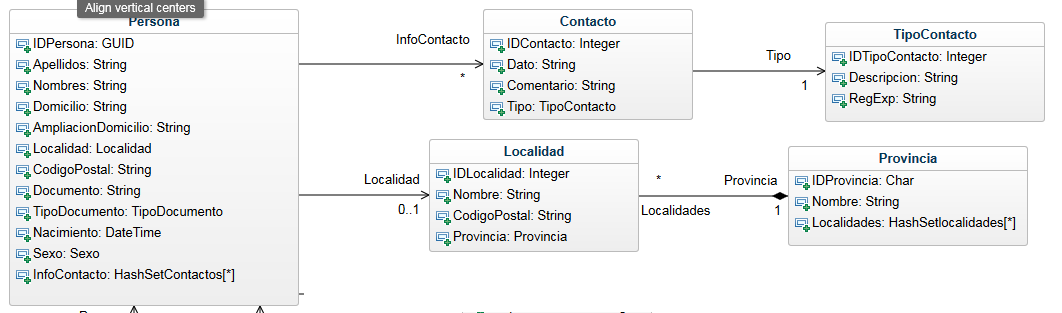 Align vertical centers
Persona
IDPersona: GUID
Apellidos: String
Nombres: String
Domicilio: String
AmpliacionDomicilio: String
Localidad: Localidad
CodigoPostal: String
Documento: String
TipoDocumento: TipoDocumento
Nacimiento: DateTime
Sexo: Sexo
InfoContacto: HashSetContactos[*]
InfoContacto
*
Contacto
IDContacto: Integer
Dato: String
Comentario: String
Tipo: TipoContacto
Tipo
1
TipoContacto
IDTipoContacto: Integer
Descripcion: String
RegExp: String
Localidad
0..1
Localidad
IDLocalidad: Integer
Nombre: String
CodigoPostal: String
Provincia: Provincia
*
Localidades
Provincia
1
Provincia
IDProvincia: Char
Nombre: String
Localidades: HashSetlocalidades[*]